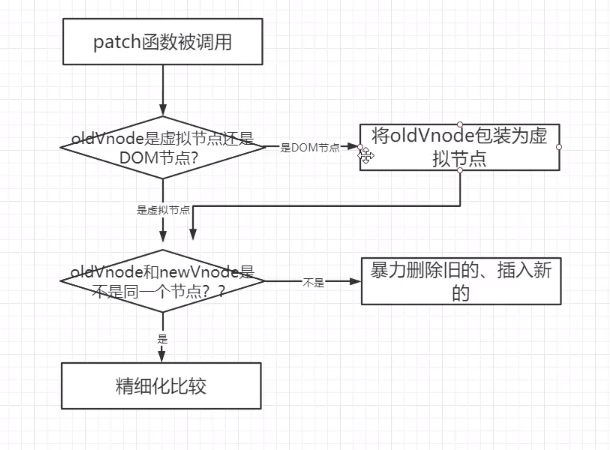 patch函数被调用
oldVnode是虚拟节点还是
DOM节点?
是DOM节点
将oldVnode包装为虚
拟节点
是虚拟节点
oldVnode和newVnode是
不是同一个节点? ?
不是
暴力删除旧的、插入新
的
是
精细化比较